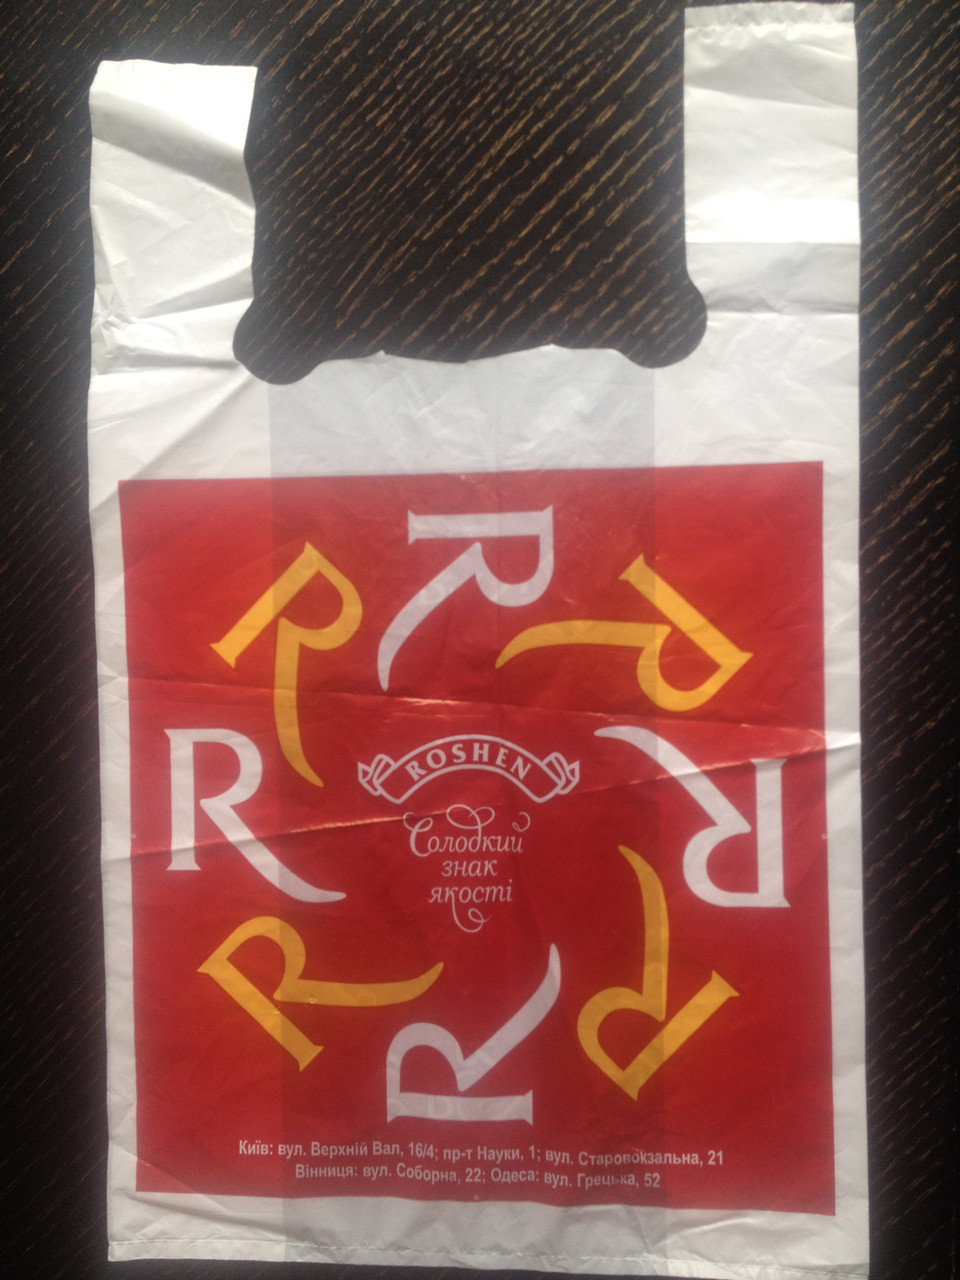 R
R
R
R
R
R
R
R
ROSHEN
Солодкий
знак
якості
Київ: вул. Верхній Вал, 16/4; пр-т Науки, 1; вул. Старовокзальна, 21
Вінниця: вул. Соборна, 22; Одеса: вул. Грецька, 52